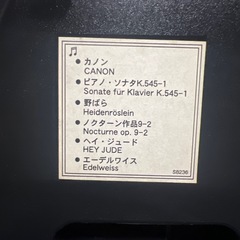 ♫
● カノン
CANON
● ピアノ・ソナタK.545-1
Sonate für Klavier K.545-1
● 野ばら
Heidenröslein
● ノクターン作品9-2
Nocturne op. 9-2
● ヘイ・ジュード
HEY JUDE
● エーデルワイス
Edelweiss
S8236